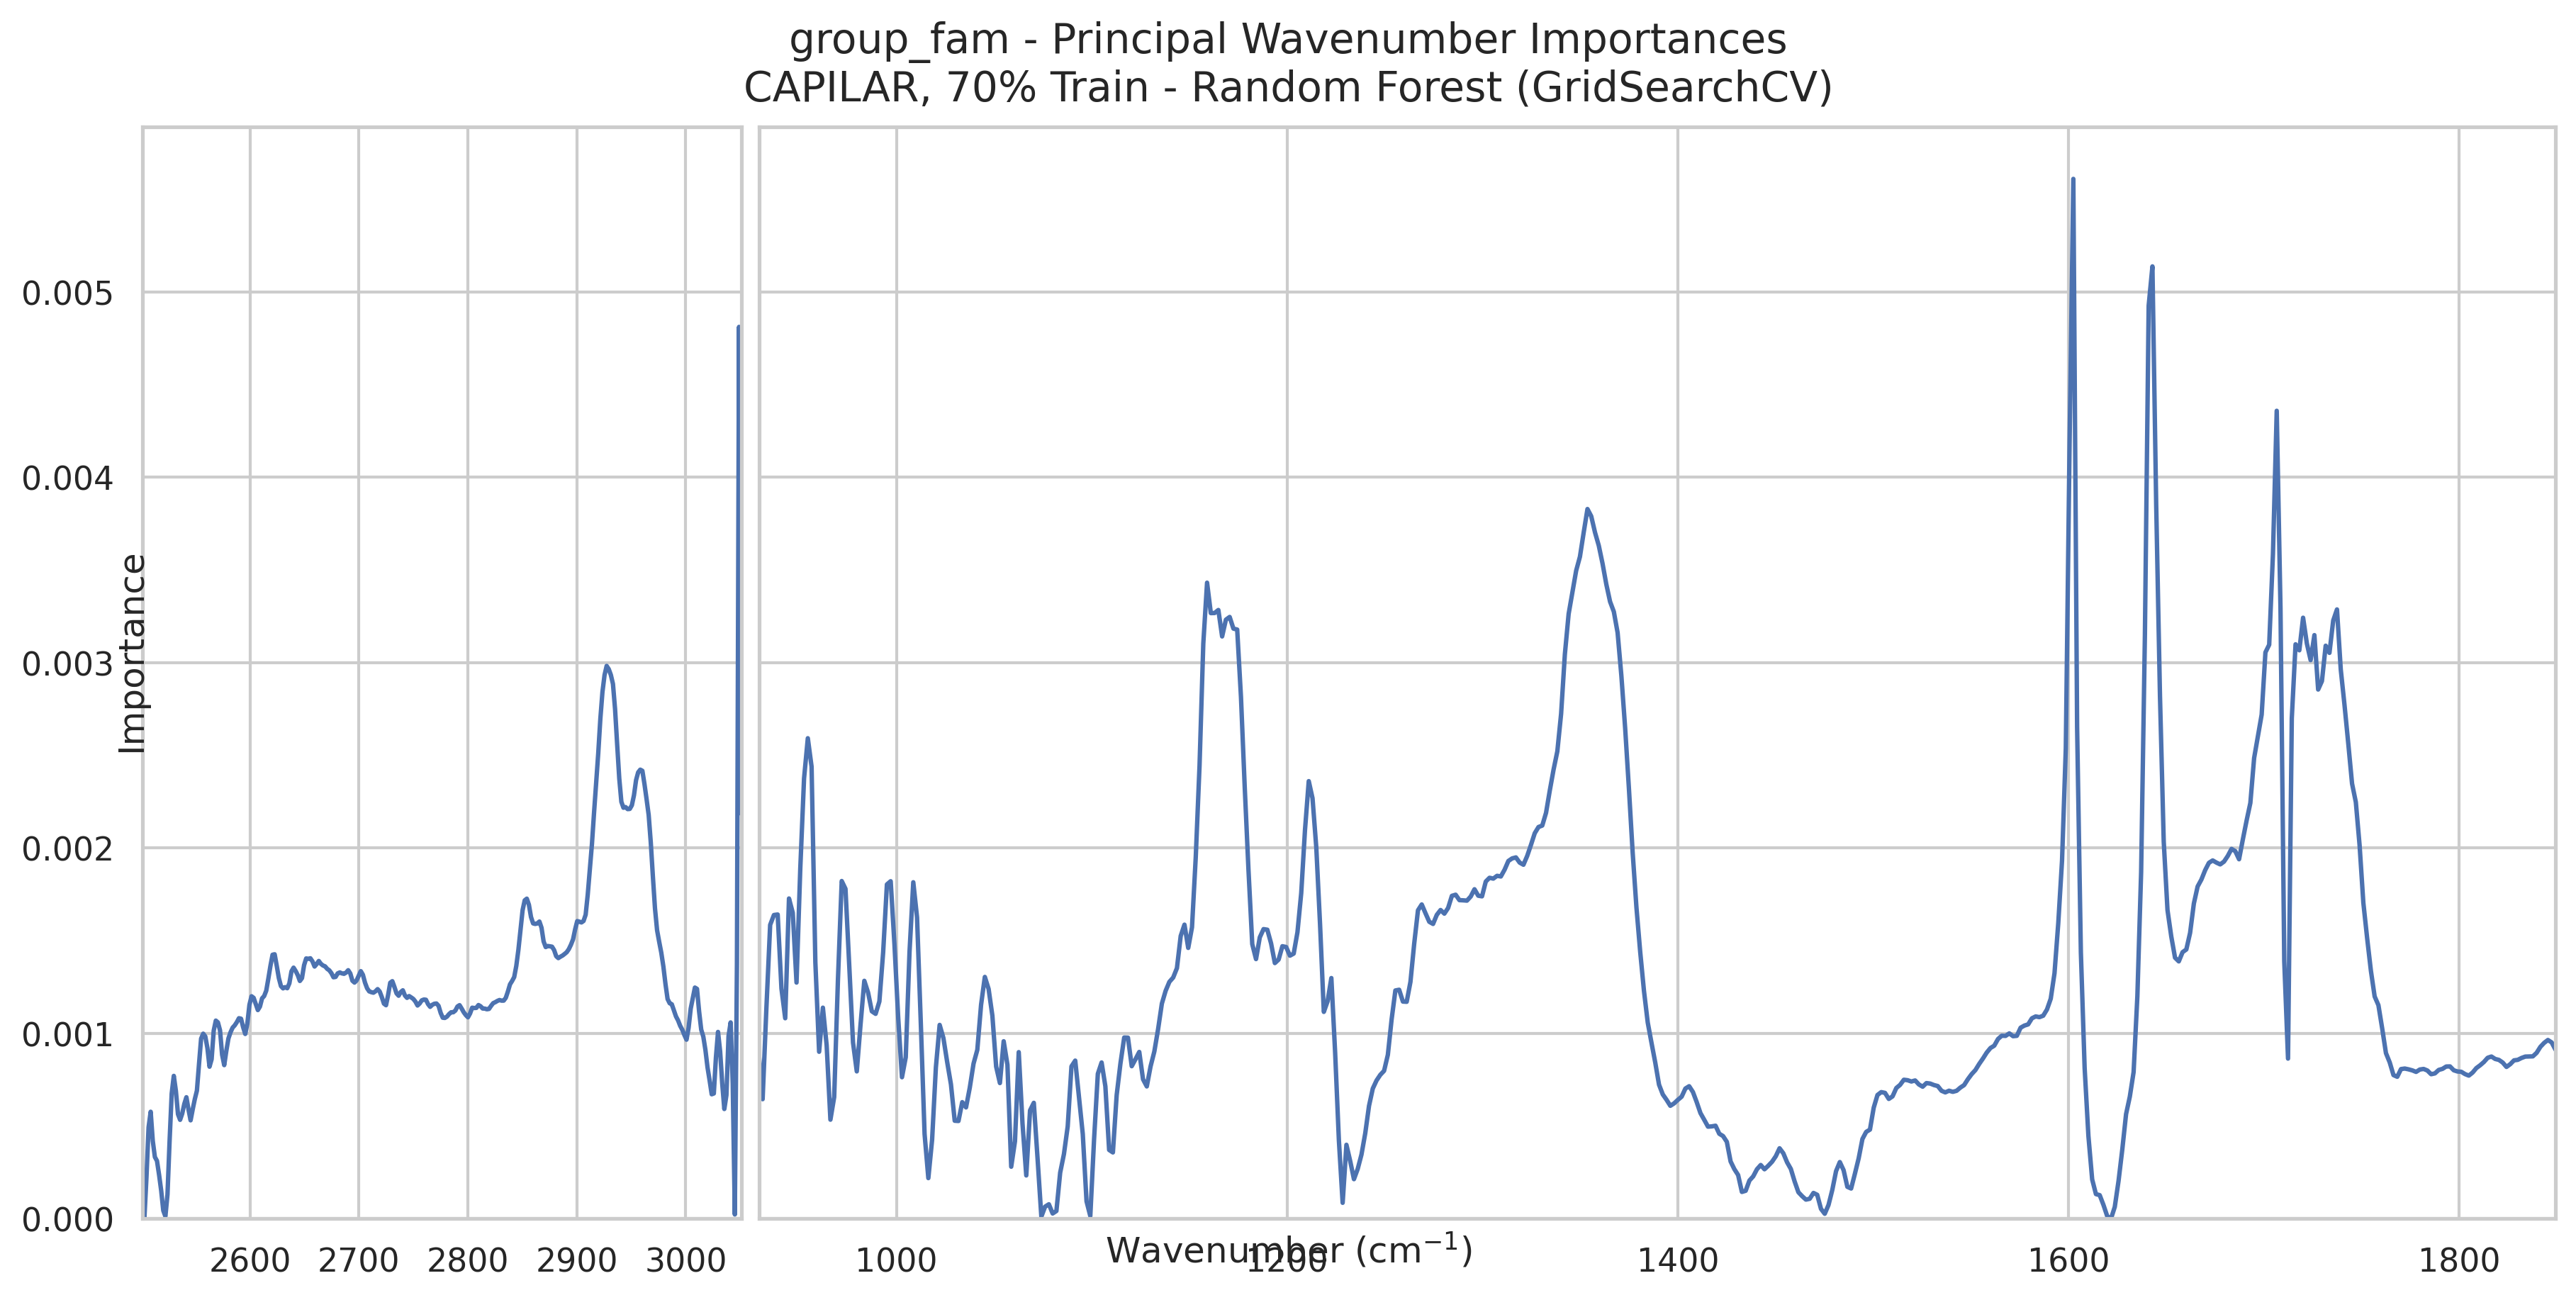 group_fam - Principal Wavenumber Importances
CAPILAR, 70% Train - Random Forest (GridSearchCV)
Importance
0.005
0.004
0.003
0.002
0.001
0.000
2600 2700 2800 2900 3000 1000 1200 1400 1600 1800
Wavenumber (cm⁻¹)